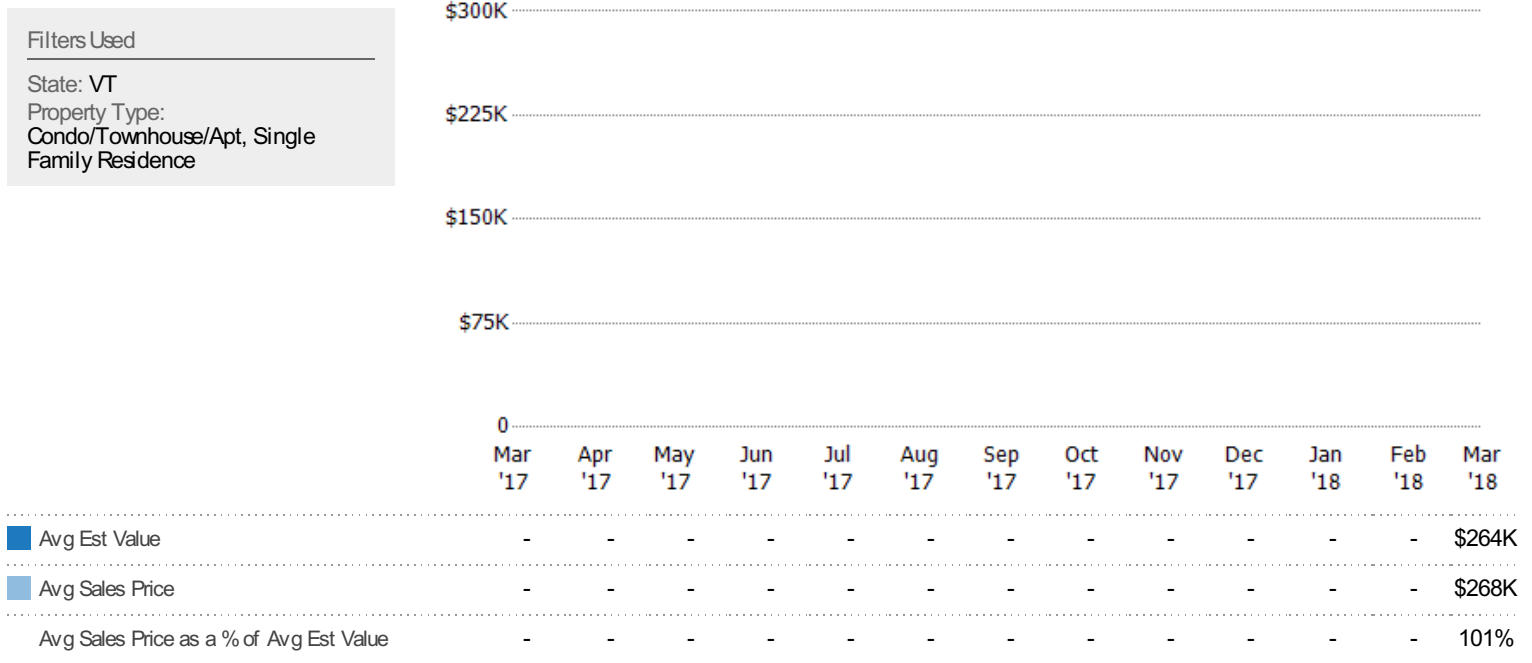 Filters Used
State: VT
Property Type:
Condo/Townhouse/Apt, Single
Family Residence
$300K
$225K
$150K
$75K
0
Mar Apr May Jun Jul Aug Sep Oct Nov Dec Jan Feb Mar
'17 '17 '17 '17 '17 '17 '17 '17 '17 '17 '18 '18 '18
Avg Est Value - - - - - - - - - - - - $264K
Avg Sales Price - - - - - - - - - - - - $268K
Avg Sales Price as a % of Avg Est Value - - - - - - - - - - - - 101%